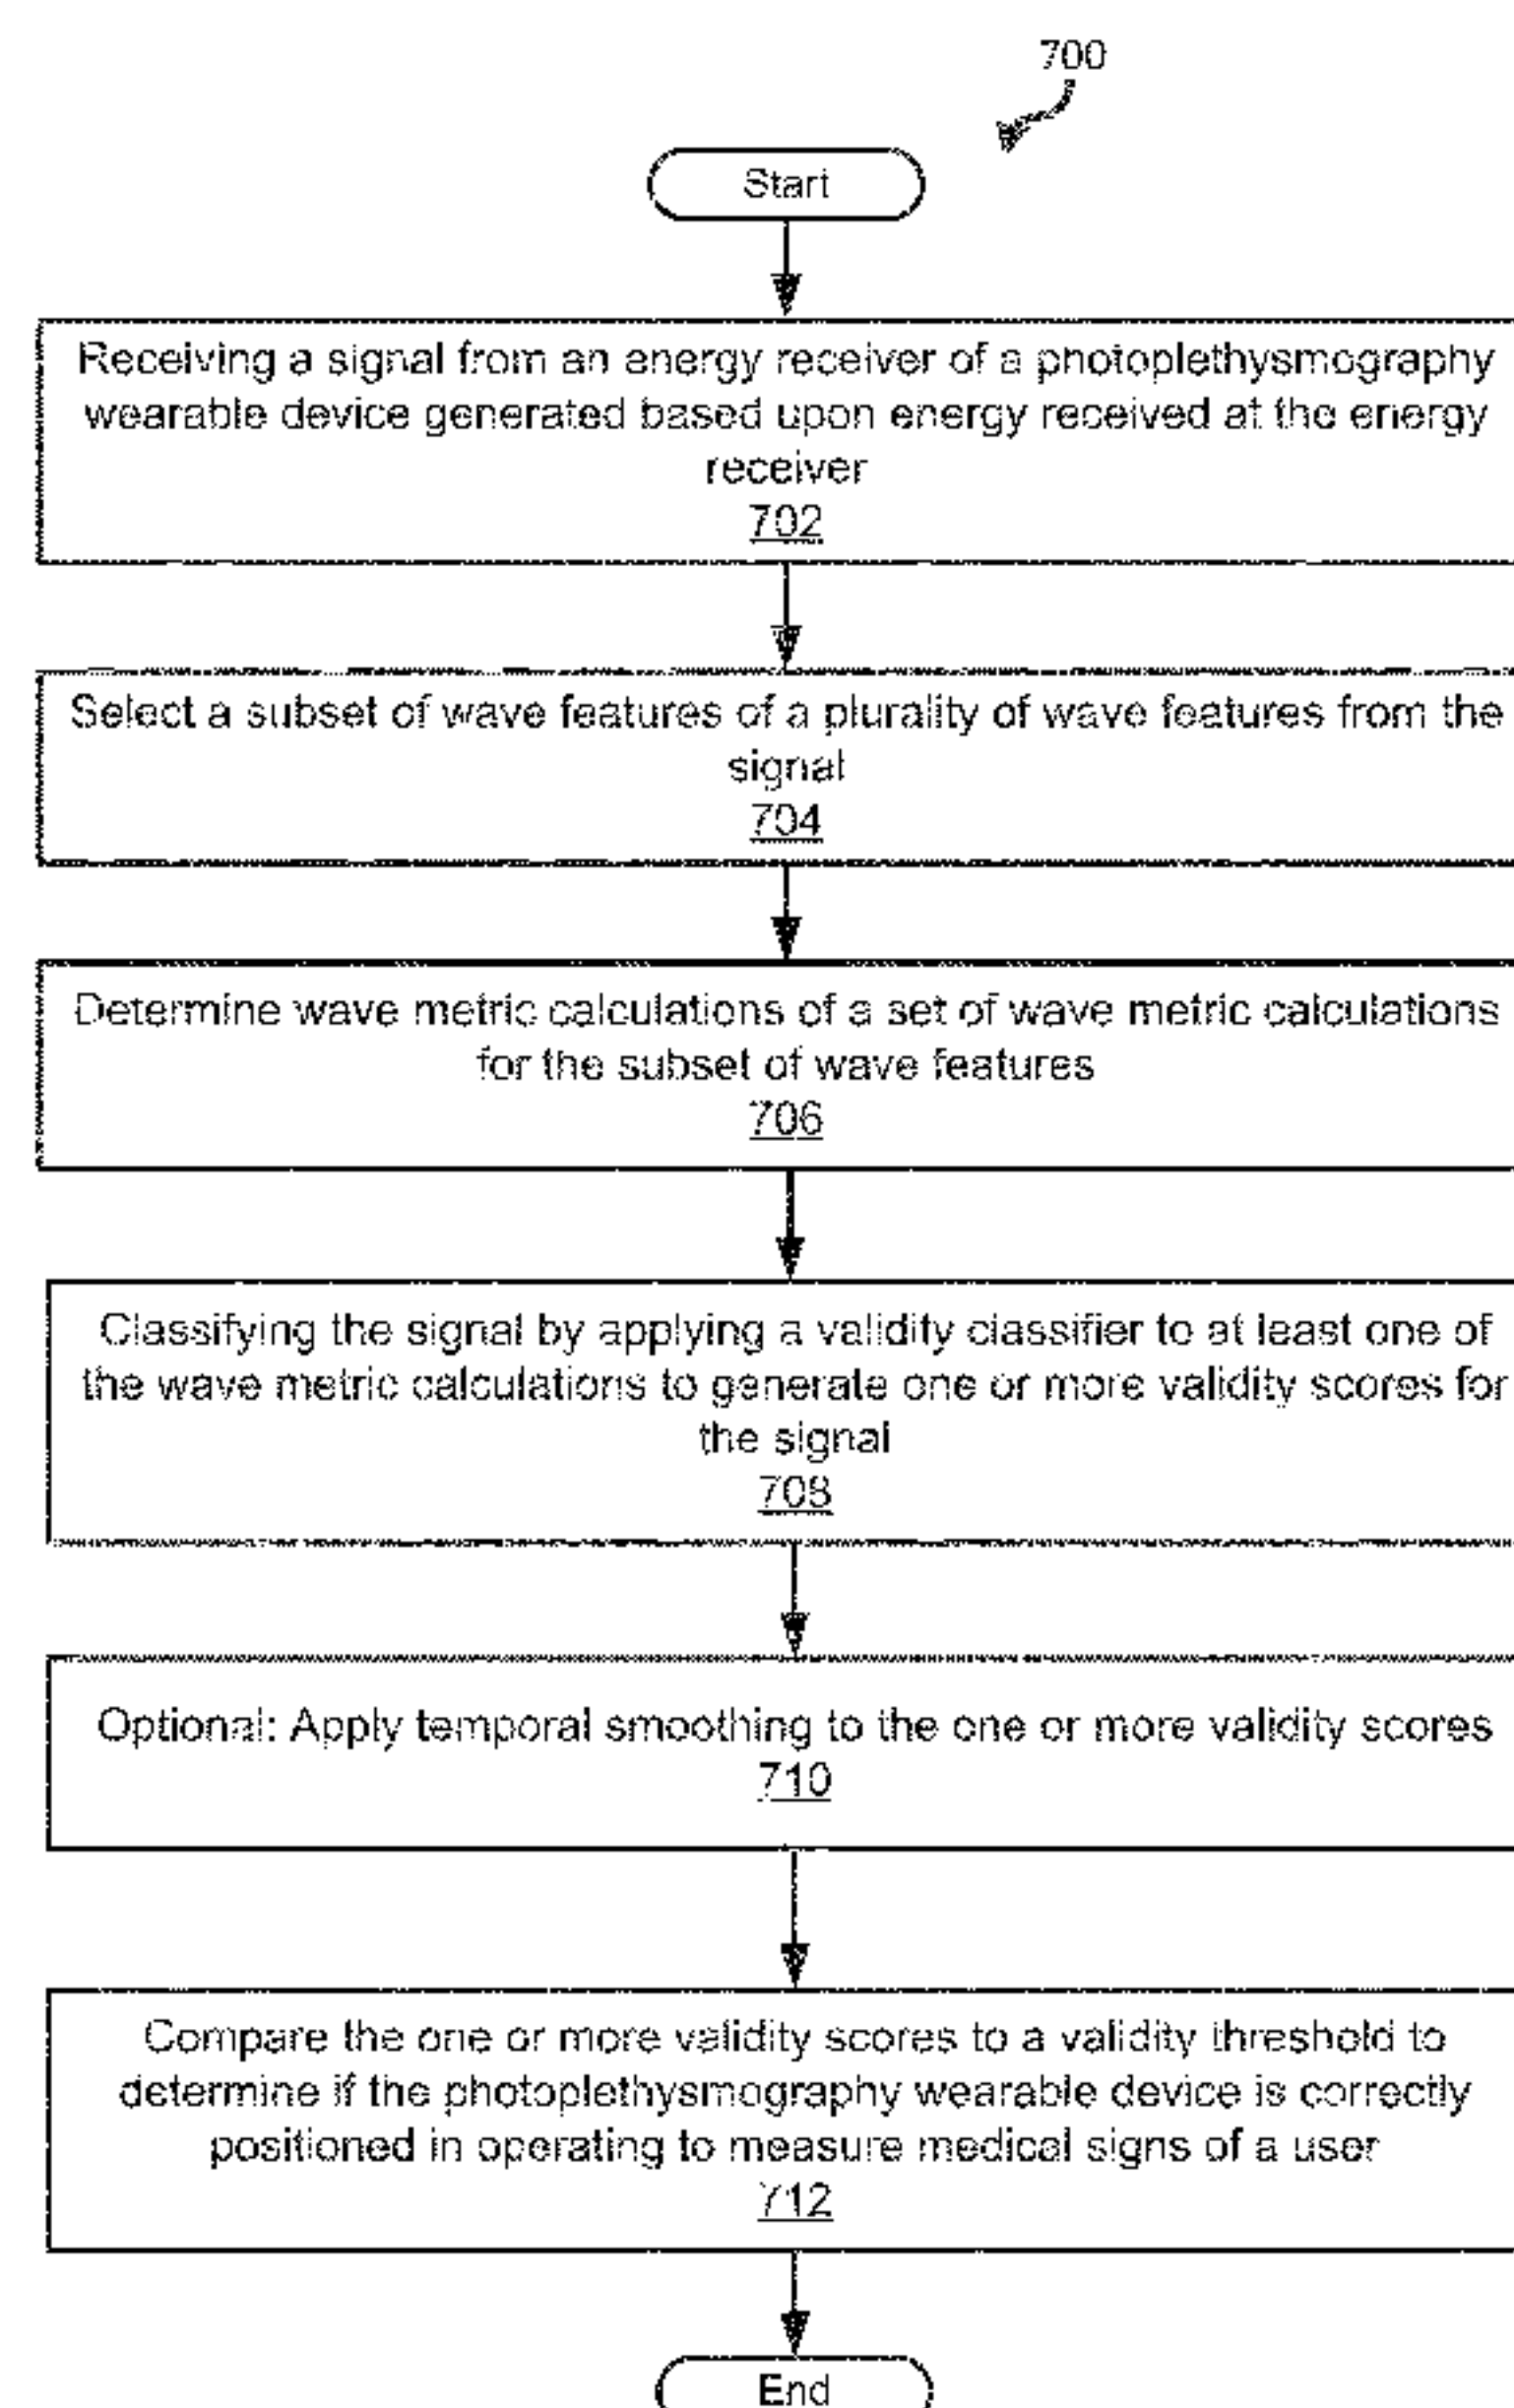 700
Start
Receiving a signal from an energy receiver of a photoplethysmography
wearable device generated based upon energy received at the energy
receiver
702
Select a subset of wave features of a plurality of wave features from the
signal
704
Determine wave metric calculations of a set of wave metric calculations
for the subset of wave features
706
Classifying the signal by applying a validity classifier to at least one of
the wave metric calculations to generate one or more validity scores for
the signal
708
Optional: Apply temporal smoothing to the one or more validity scores
710
Compare the one or more validity scores to a validity threshold to
determine if the photoplethysmography wearable device is correctly
positioned in operating to measure medical signs of a user
712
End